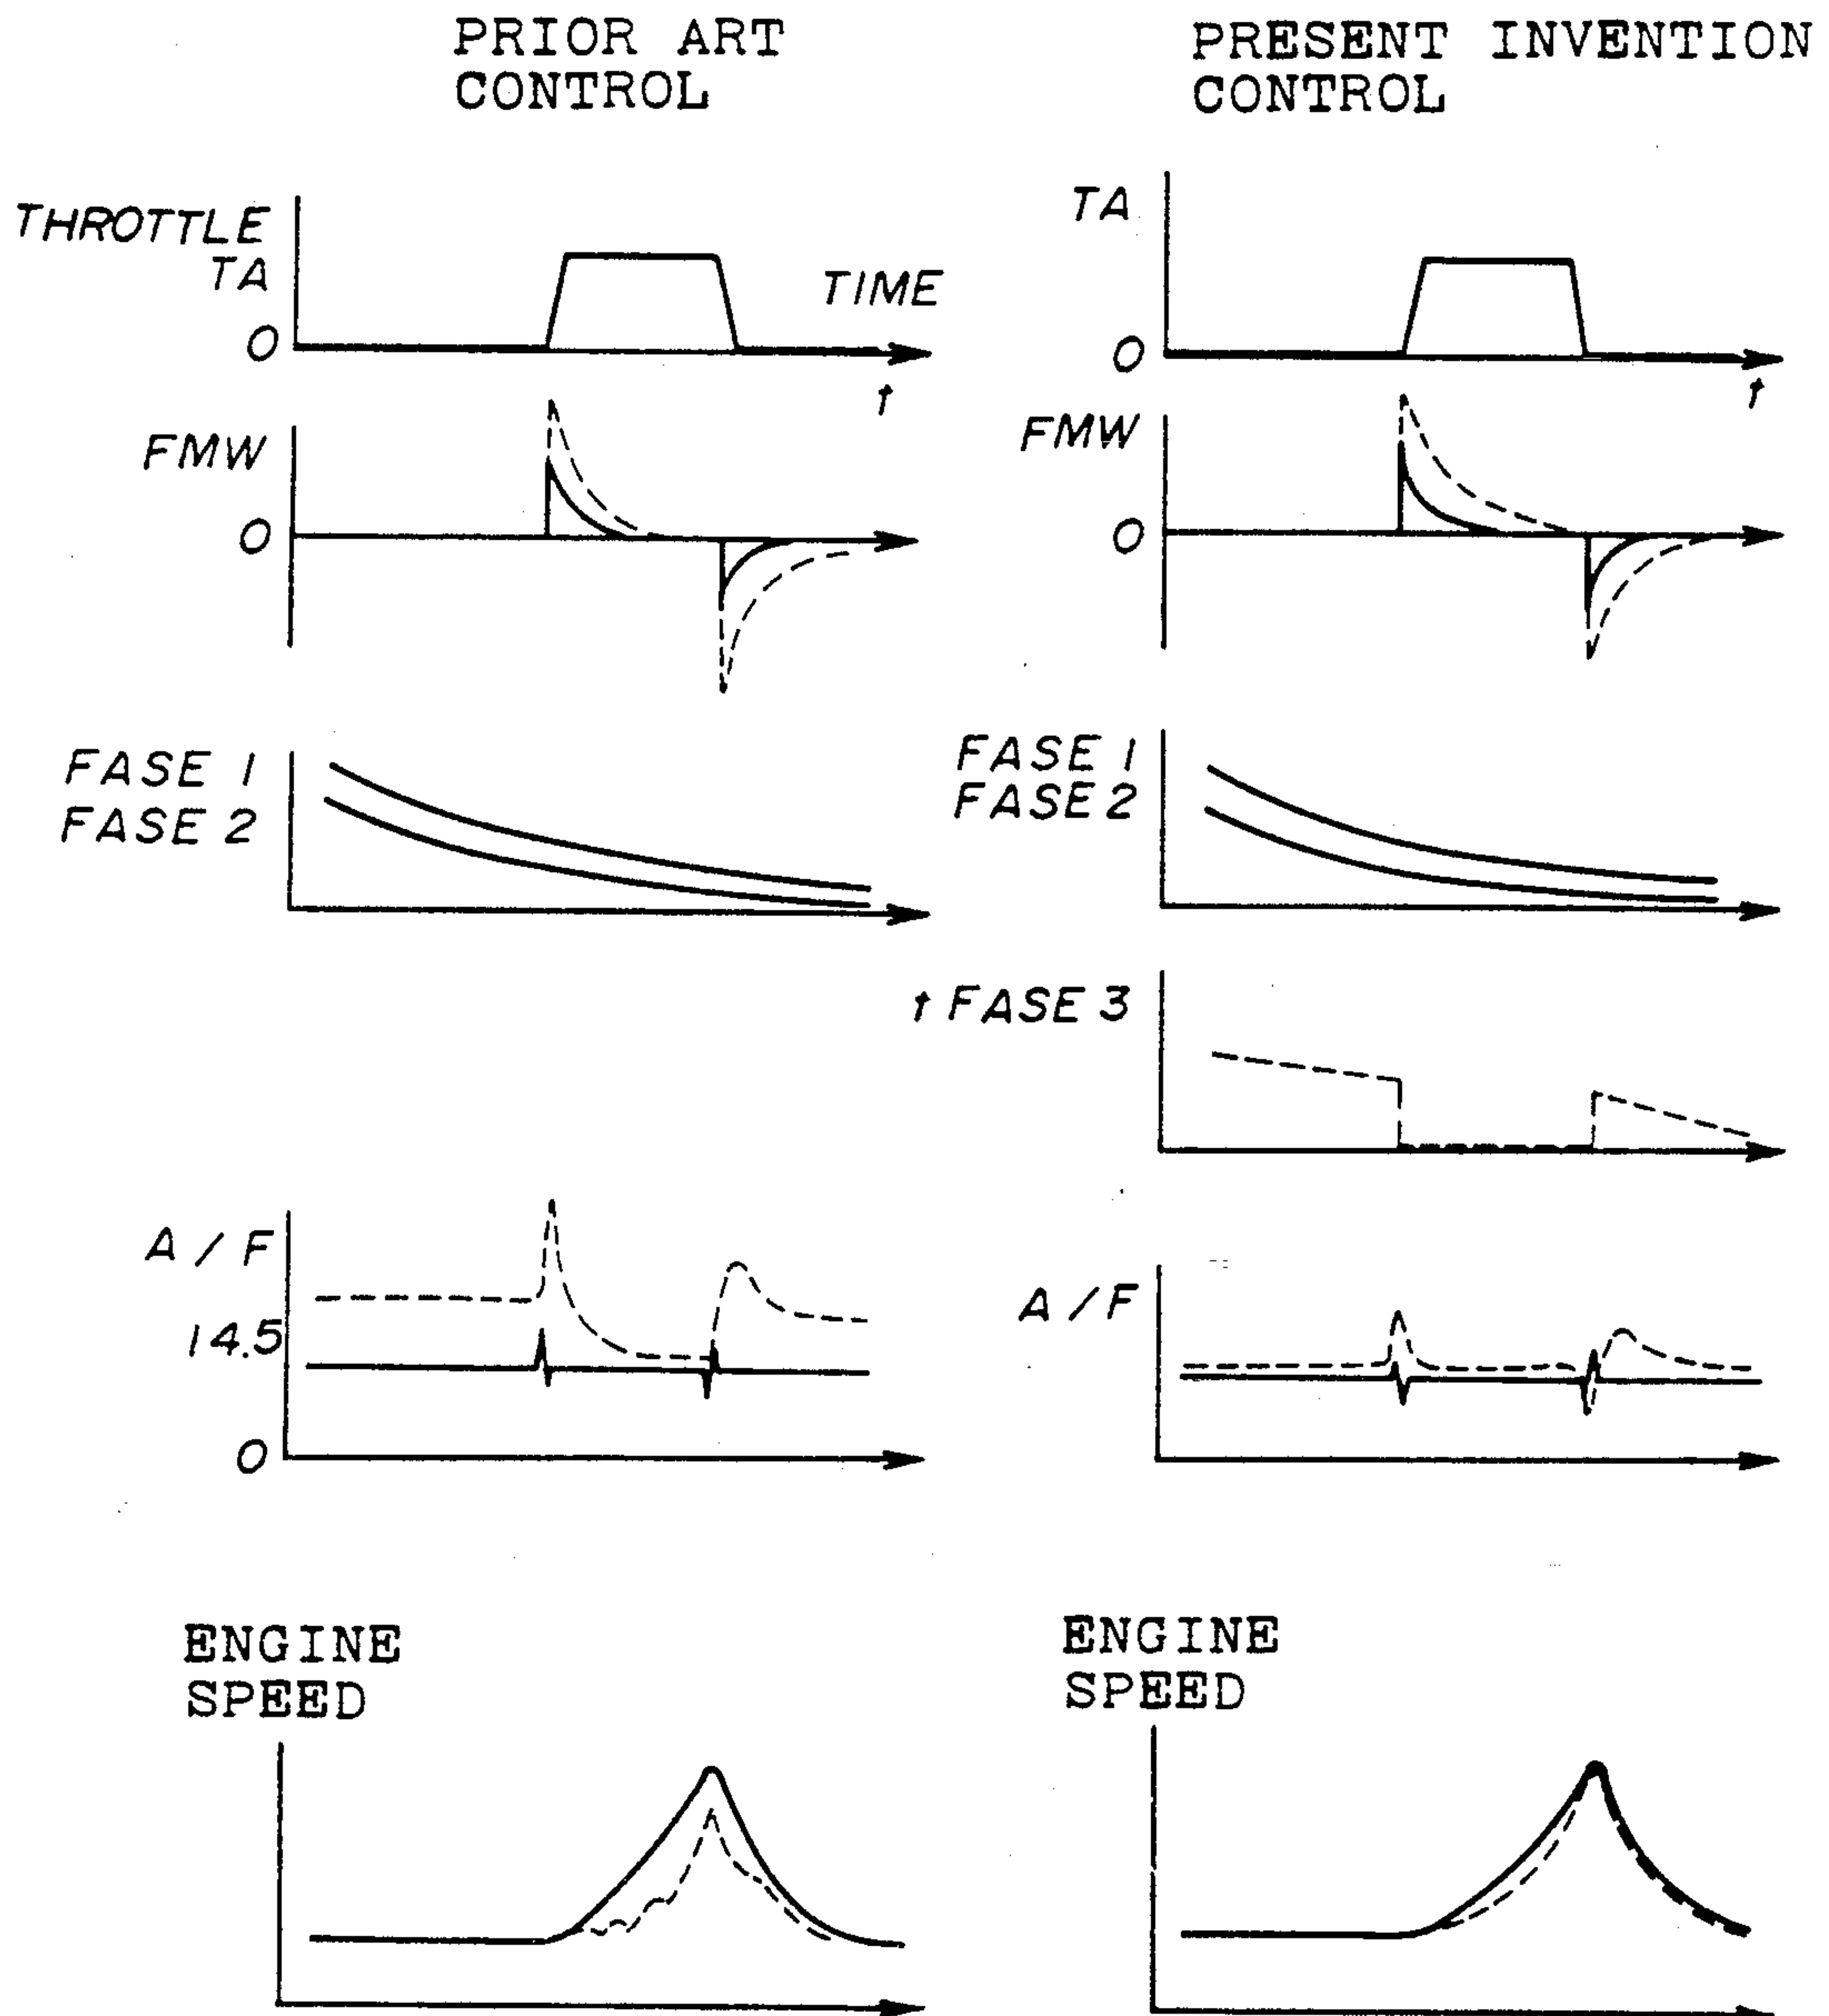 PRIOR ART
CONTROL
THROTTLE
TA
O
TIME
t
FMW
O
FASE 1
FASE 2
A / F
14.5
O
ENGINE
SPEED
PRESENT INVENTION
CONTROL
TA
O
t
FMW
O
FASE 1
FASE 2
t FASE 3
A / F
ENGINE
SPEED